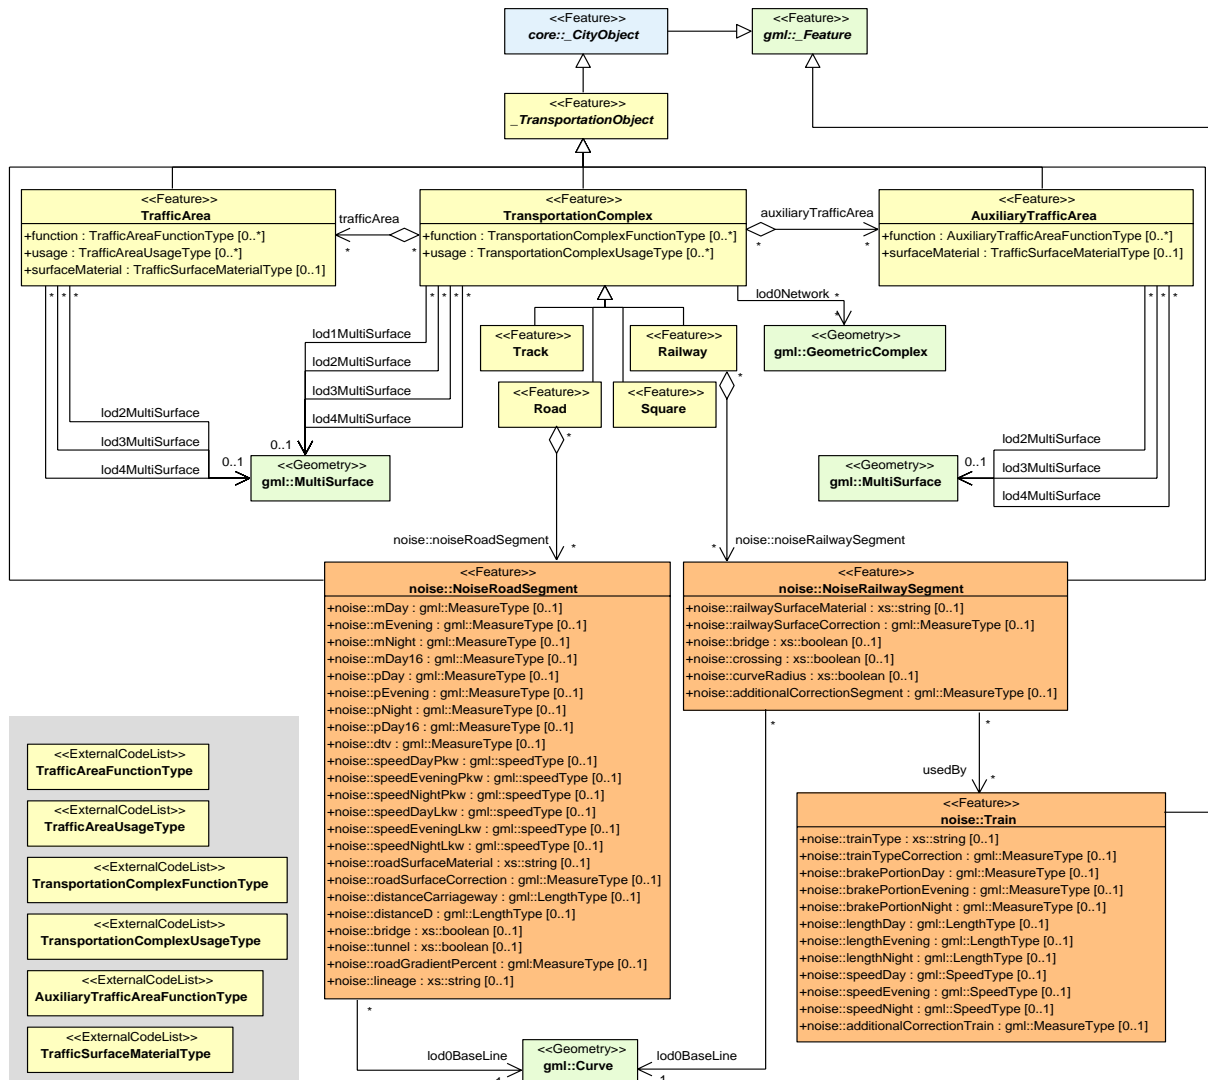 <<Feature>>
core::_CityObject
<<Feature>>
gml::_Feature
<<Feature>>
_TransportationObject
<<Feature>>
TrafficArea
+function : TrafficAreaFunctionType [0..*]
+usage : TrafficAreaUsageType [0..*]
+surfaceMaterial : TrafficSurfaceMaterialType [0..1]
trafficArea
*
*
<<Feature>>
TransportationComplex
+function : TransportationComplexFunctionType [0..*]
+usage : TransportationComplexUsageType [0..*]
auxiliaryTrafficArea
*
*
<<Feature>>
AuxiliaryTrafficArea
+function : AuxiliaryTrafficAreaFunctionType [0..*]
+surfaceMaterial : TrafficSurfaceMaterialType [0..1]
* * *
* * * *
* * *
lod0Network
*
*
lod1MultiSurface
lod2MultiSurface
lod3MultiSurface
lod4MultiSurface
0..1
<<Feature>>
Track
<<Feature>>
Railway
<<Geometry>>
gml::GeometricComplex
<<Feature>>
Road
<<Feature>>
Square
*
*
lod2MultiSurface
lod3MultiSurface
lod4MultiSurface
0..1
<<Geometry>>
gml::MultiSurface
lod2MultiSurface
lod3MultiSurface
lod4MultiSurface
0..1
<<Geometry>>
gml::MultiSurface
noise::noiseRoadSegment
*
noise::noiseRailwaySegment
*
<<Feature>>
noise::NoiseRoadSegment
+noise::mDay : gml::MeasureType [0..1]
+noise::mEvening : gml::MeasureType [0..1]
+noise::mNight : gml::MeasureType [0..1]
+noise::mDay16 : gml::MeasureType [0..1]
+noise::pDay : gml::MeasureType [0..1]
+noise::pEvening : gml::MeasureType [0..1]
+noise::pNight : gml::MeasureType [0..1]
+noise::pDay16 : gml::MeasureType [0..1]
+noise::dtv : gml::MeasureType [0..1]
+noise::speedDayPkw : gml::speedType [0..1]
+noise::speedEveningPkw : gml::speedType [0..1]
+noise::speedNightPkw : gml::speedType [0..1]
+noise::speedDayLkw : gml::speedType [0..1]
+noise::speedEveningLkw : gml::speedType [0..1]
+noise::speedNightLkw : gml::speedType [0..1]
+noise::roadSurfaceMaterial : xs::string [0..1]
+noise::roadSurfaceCorrection : gml::MeasureType [0..1]
+noise::distanceCarriageway : gml::LengthType [0..1]
+noise::distanceD : gml::LengthType [0..1]
+noise::bridge : xs::boolean [0..1]
+noise::tunnel : xs::boolean [0..1]
+noise::roadGradientPercent : gml:MeasureType [0..1]
+noise::lineage : xs::string [0..1]
<<Feature>>
noise::NoiseRailwaySegment
+noise::railwaySurfaceMaterial : xs::string [0..1]
+noise::railwaySurfaceCorrection : gml::MeasureType [0..1]
+noise::bridge : xs::boolean [0..1]
+noise::crossing : xs::boolean [0..1]
+noise::curveRadius : xs::boolean [0..1]
+noise::additionalCorrectionSegment : gml::MeasureType [0..1]
*
*
usedBy
*
<<Feature>>
noise::Train
+noise::trainType : xs::string [0..1]
+noise::trainTypeCorrection : gml::MeasureType [0..1]
+noise::brakePortionDay : gml::MeasureType [0..1]
+noise::brakePortionEvening : gml::MeasureType [0..1]
+noise::brakePortionNight : gml::MeasureType [0..1]
+noise::lengthDay : gml::LengthType [0..1]
+noise::lengthEvening : gml::LengthType [0..1]
+noise::lengthNight : gml::LengthType [0..1]
+noise::speedDay : gml::SpeedType [0..1]
+noise::speedEvening : gml::SpeedType [0..1]
+noise::speedNight : gml::SpeedType [0..1]
+noise::additionalCorrectionTrain : gml::MeasureType [0..1]
<<ExternalCodeList>>
TrafficAreaFunctionType
<<ExternalCodeList>>
TrafficAreaUsageType
<<ExternalCodeList>>
TransportationComplexFunctionType
<<ExternalCodeList>>
TransportationComplexUsageType
<<ExternalCodeList>>
AuxiliaryTrafficAreaFunctionType
<<ExternalCodeList>>
TrafficSurfaceMaterialType
*
lod0BaseLine
1
<<Geometry>>
gml::Curve
lod0BaseLine
1